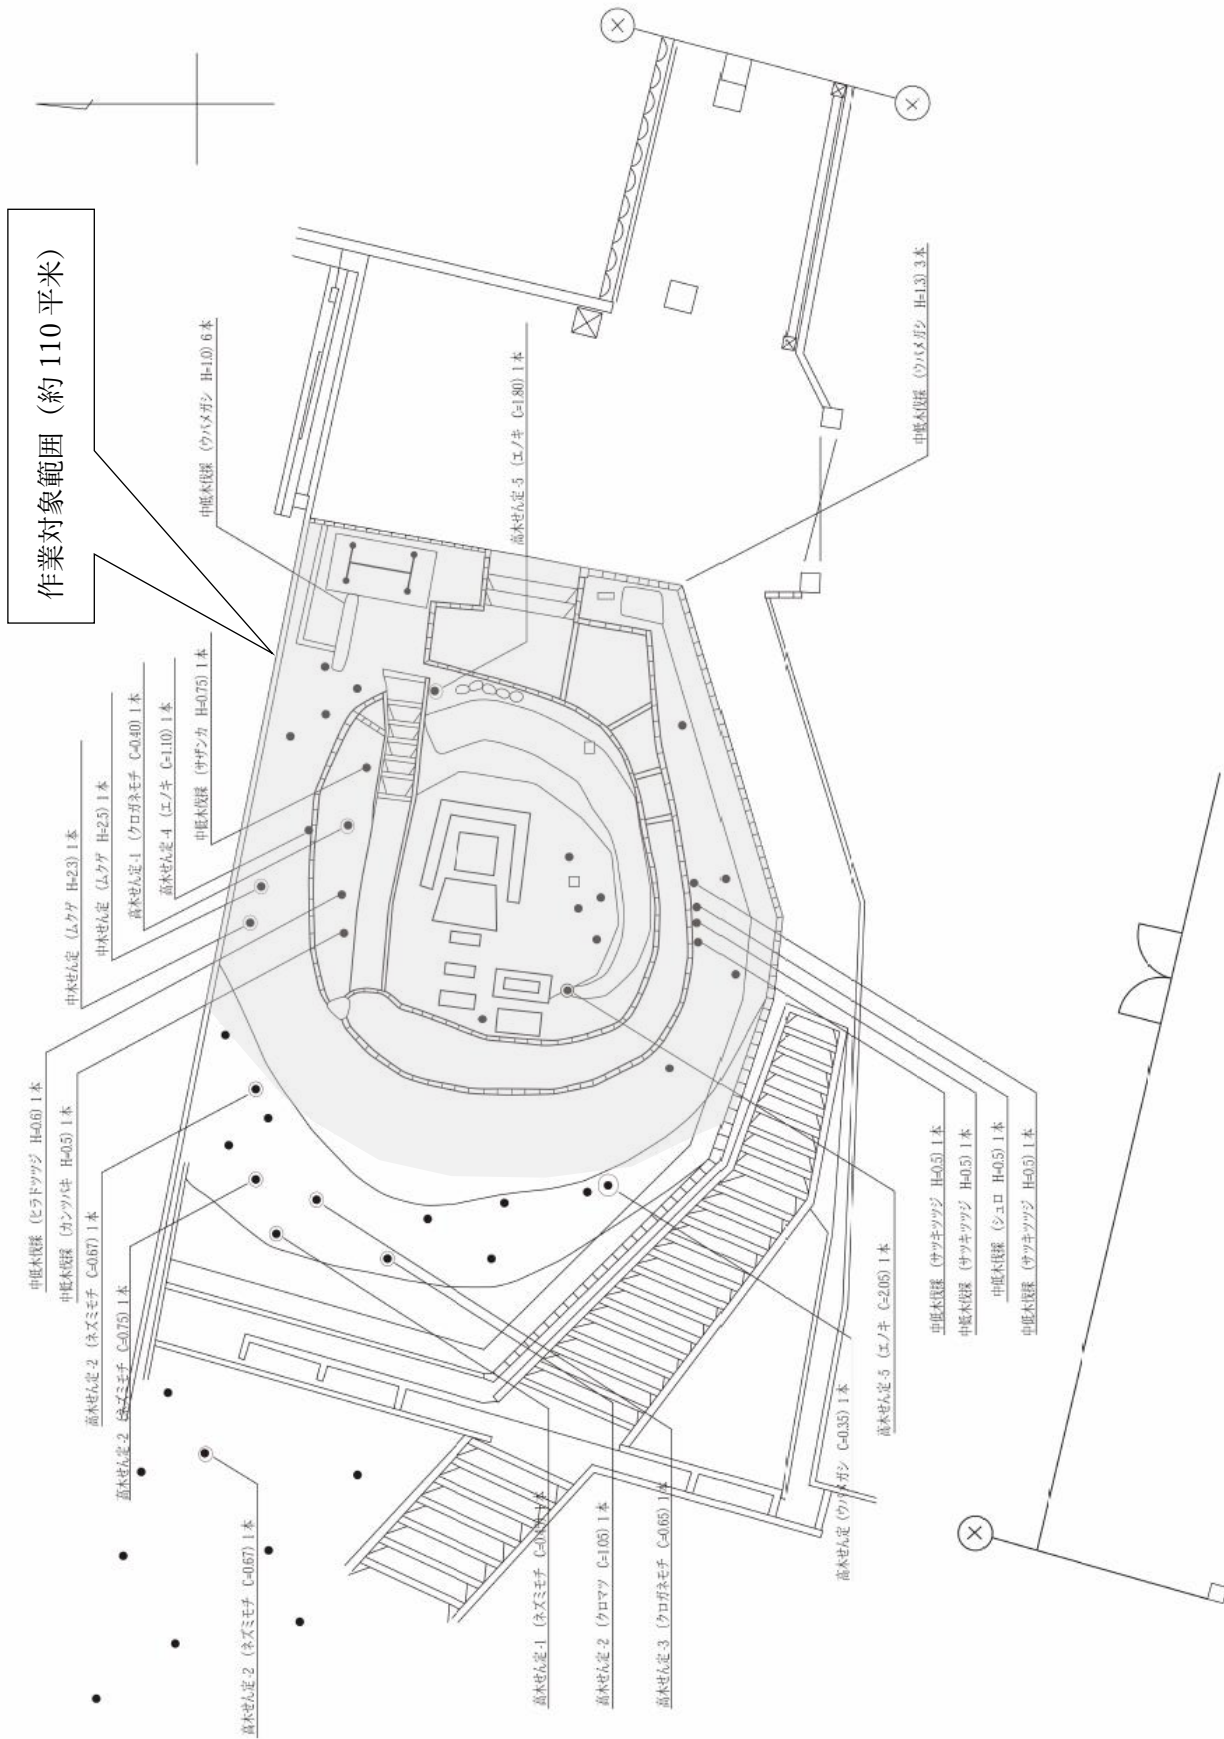 作業対象範囲（約 110 平米）
中低木伐採 （ヒラドツツジ H=0.6) 1本
中低木伐採 （カンツバキ H=0.5) 1本
中木せん定 （ムクゲ H=2.3) 1本
中木せん定 （ムクゲ H=2.5) 1本
高木せん定-1 （クロガネモチ C=0.40) 1本
高木せん定-4 （エノキ C=1.10) 1本
中低木伐採 （サザンカ H=0.75) 1本
中低木伐採 （ウバメガシ H=1.0) 6本
高木せん定-5 （エノキ C=1.80) 1本
中低木伐採 （ウバメガシ H=1.3) 3本
高木せん定-2 （ネズミモチ C=0.67) 1本
高木せん定-2 （ネズミモチ C=0.75) 1本
高木せん定-2 （ネズミモチ C=0.67) 1本
高木せん定-1 （ネズミモチ
高木せん定-2 （クロマツ C=1.05) 1本
高木せん定-3 （クロガネモチ C=0.65) 1本
高木せん定 （ウバメガシ C=0.35) 1本
高木せん定-5 （エノキ C=2.05) 1本
中低木伐採 （サツキツツジ H=0.5) 1本
中低木伐採 （サツキツツジ H=0.5) 1本
中低木伐採 （シュロ H=0.5) 1本
中低木伐採 （サツキツツジ H=0.5) 1本